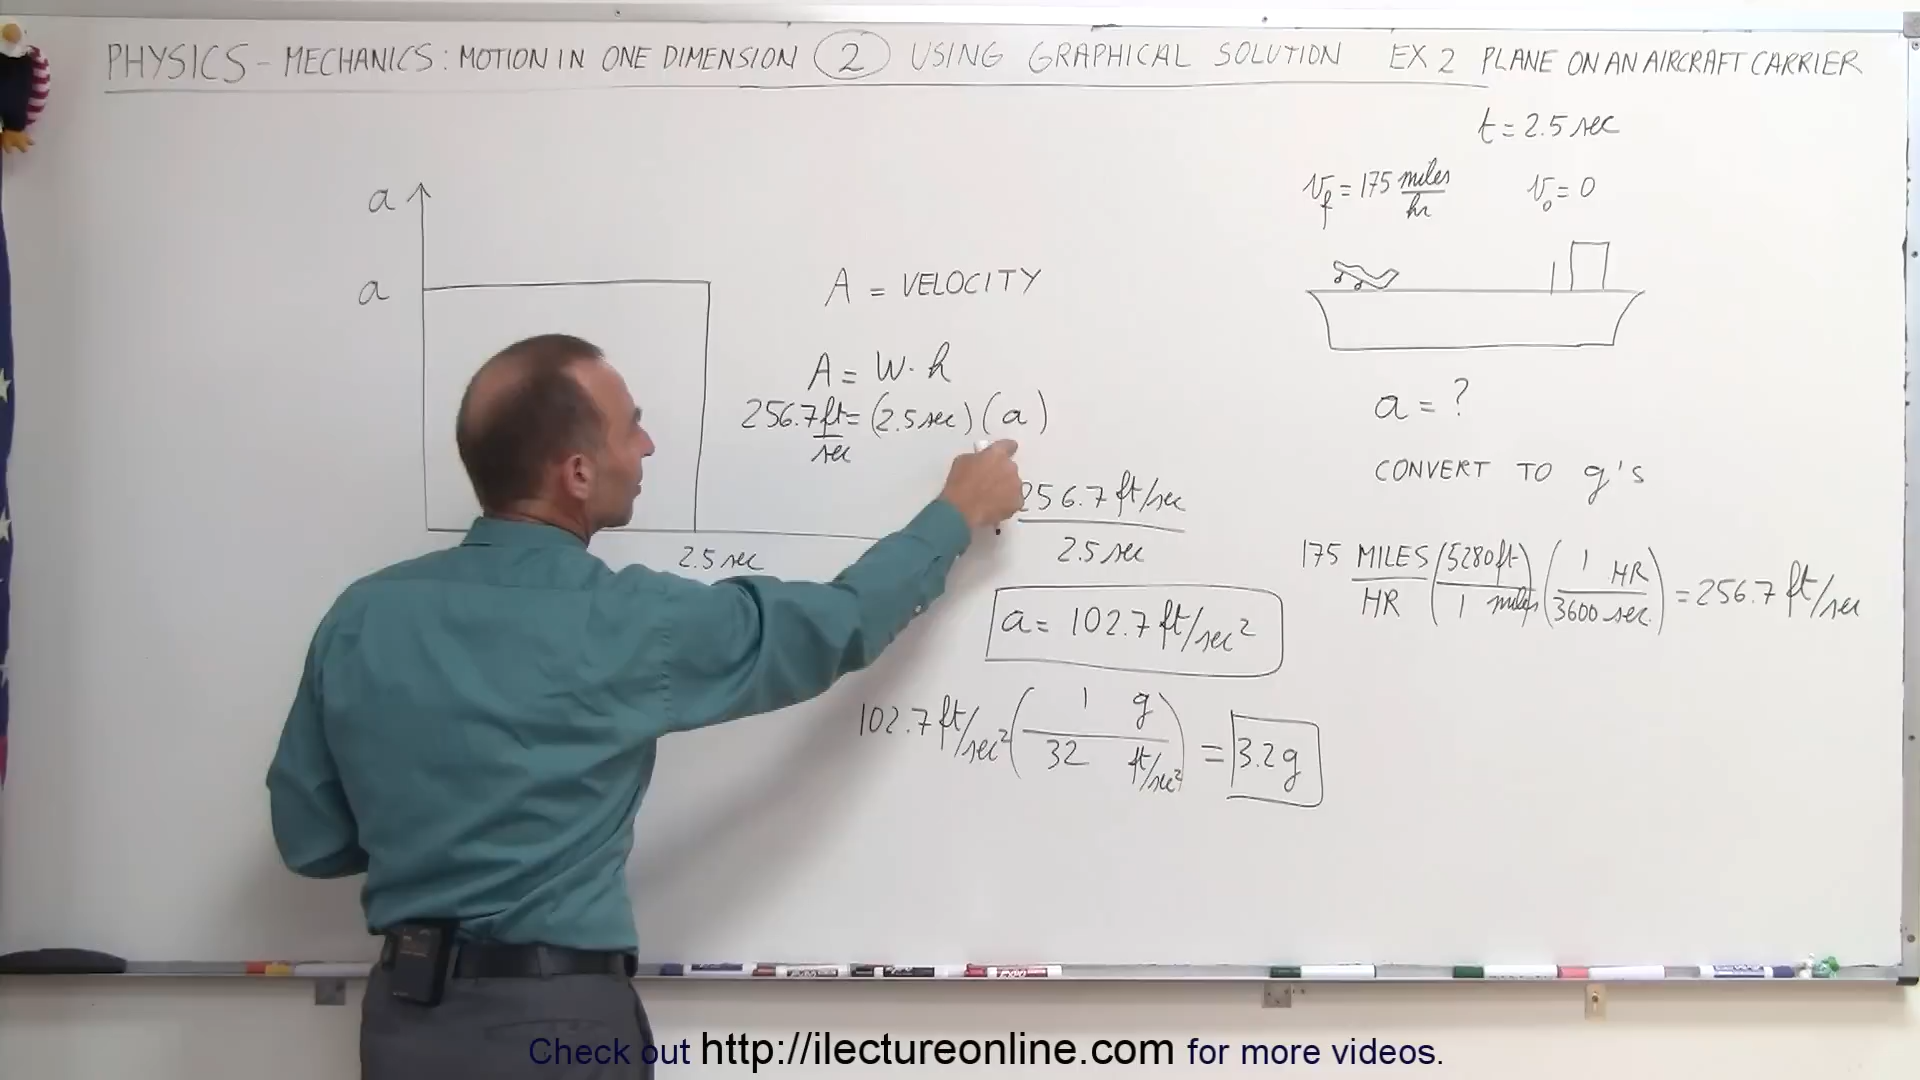 PHYSICS - MECHANICS: MOTION IN ONE DIMENSION 2 USING GRAPHICAL SOLUTION EX 2 PLANE ON AN AIRCRAFT CARRIER
t = 2.5 sec
v_f = 175 miles/hr v_0 = 0
a
a
2.5 sec
A = VELOCITY
A = W · h
256.7 ft/sec = (2.5 sec) (a)
256.7 ft/sec
2.5 sec
a = 102.7 ft/sec²
102.7 ft/sec² (1 g / 32 ft/sec²) = 3.2 g
a = ?
CONVERT TO g's
175 MILES/HR (5280 ft / 1 miles) (1 HR / 3600 sec) = 256.7 ft/sec
Check out http://ilectureonline.com for more videos.